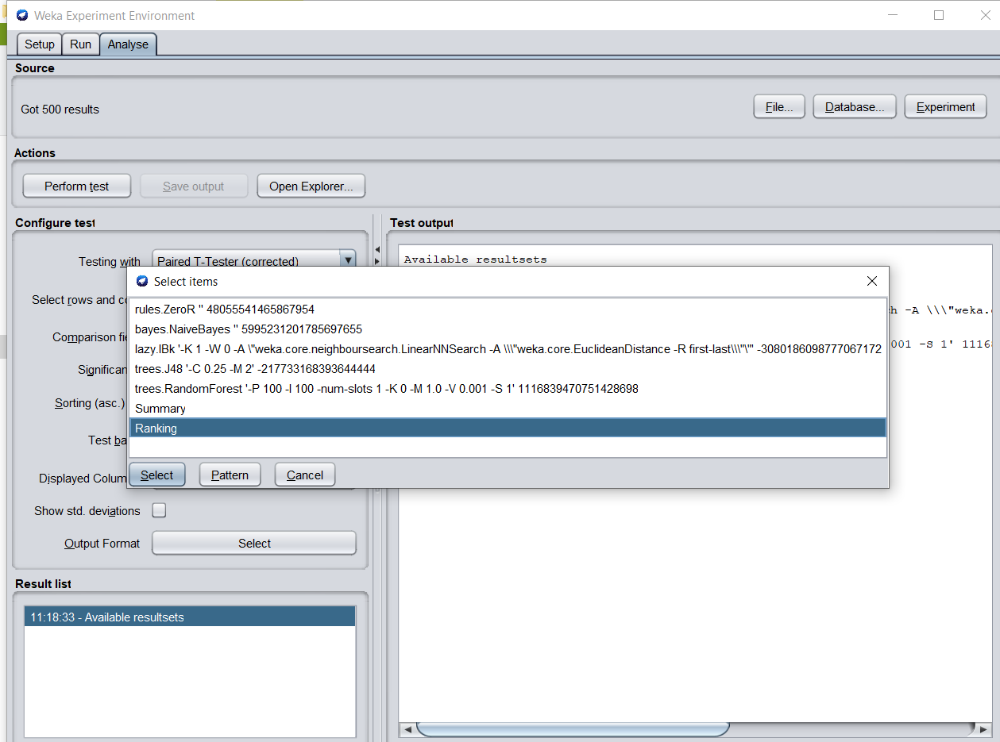 Weka Experiment Environment
Setup Run Analyse
Source
Got 500 results
File... Database... Experiment
Actions
Perform test Save output Open Explorer...
Configure test
Testing with Paired T-Tester (corrected)
Select rows and
Significan
Sorting (asc.)
Test
Displayed Colum
Show std. deviations
Output Format Select
Result list
11:18:33 - Available resultsets
Test output
Available resultsets
-A \\\"weka.
001 -S 1' 1116
Select items
rules.ZeroR '' 48055541465867954
bayes.NaiveBayes '' 5995231201785697655
lazy.IBk '-K 1 -W 0 -A \"weka.core.neighboursearch.LinearNNSearch -A \\\"weka.core.EuclideanDistance -R first-last\\\"\"' -3080186098777067172
trees.J48 '-C 0.25 -M 2' -217733168393644444
trees.RandomForest '-P 100 -I 100 -num-slots 1 -K 0 -M 1.0 -V 0.001 -S 1' 1116839470751428698
Summary
Ranking
Select Pattern Cancel